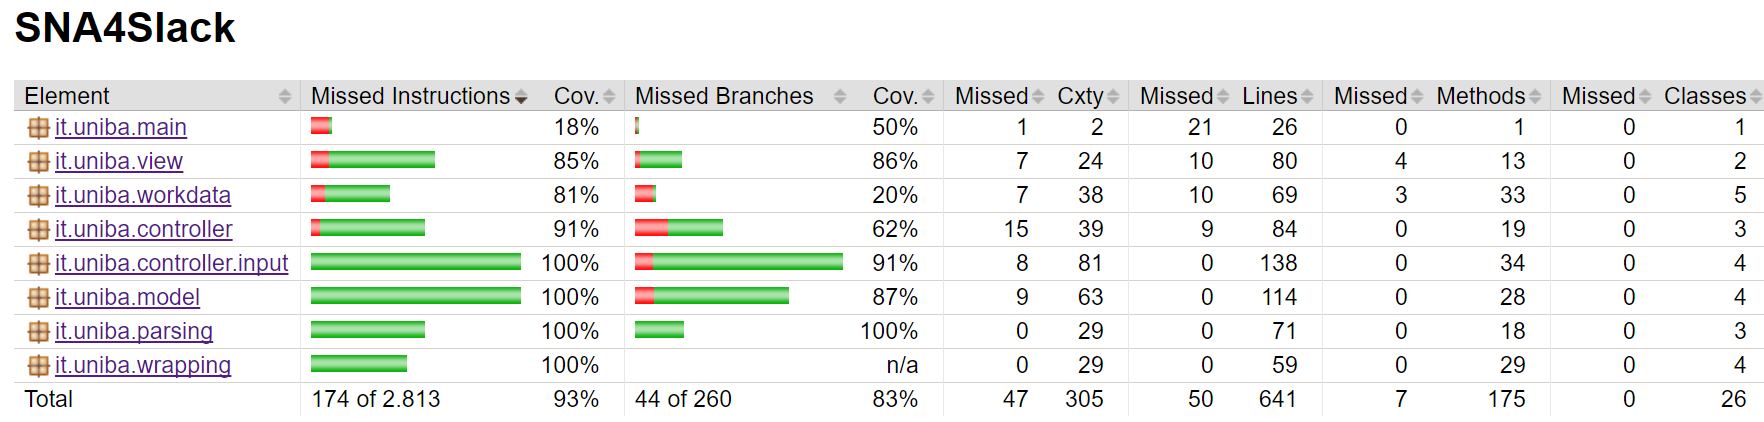 SNA4Slack
Element Missed Instructions Cov. Missed Branches Cov. Missed Cxty Missed Lines Missed Methods Missed Classes
it.uniba.main 18% 50% 1 2 21 26 0 1 0 1
it.uniba.view 85% 86% 7 24 10 80 4 13 0 2
it.uniba.workdata 81% 20% 7 38 10 69 3 33 0 5
it.uniba.controller 91% 62% 15 39 9 84 0 19 0 3
it.uniba.controller.input 100% 91% 8 81 0 138 0 34 0 4
it.uniba.model 100% 87% 9 63 0 114 0 28 0 4
it.uniba.parsing 100% 100% 0 29 0 71 0 18 0 3
it.uniba.wrapping 100% n/a 0 29 0 59 0 29 0 4
Total 174 of 2.813 93% 44 of 260 83% 47 305 50 641 7 175 0 26